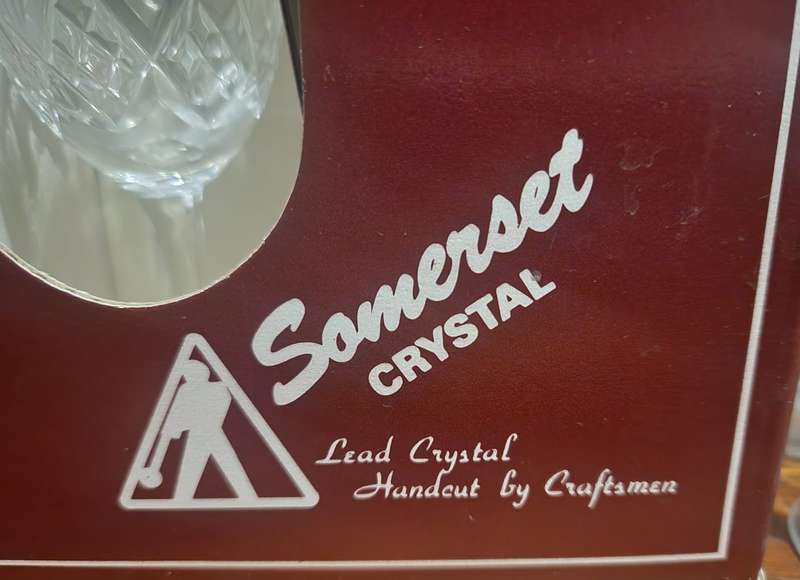 Somerset
CRYSTAL
Lead Crystal
Handcut by Craftsmen